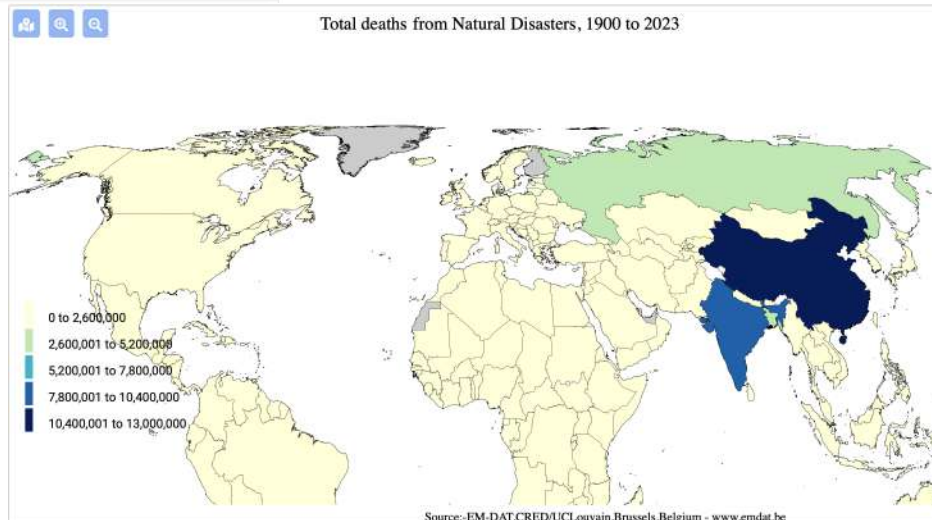 Total deaths from Natural Disasters, 1900 to 2023
0 to 2,600,000
2,600,001 to 5,200,000
5,200,001 to 7,800,000
7,800,001 to 10,400,000
10,400,001 to 13,000,000
Source:-EM-DAT,CRED/UCLouvain,Brussels,Belgium - www.emdat.be